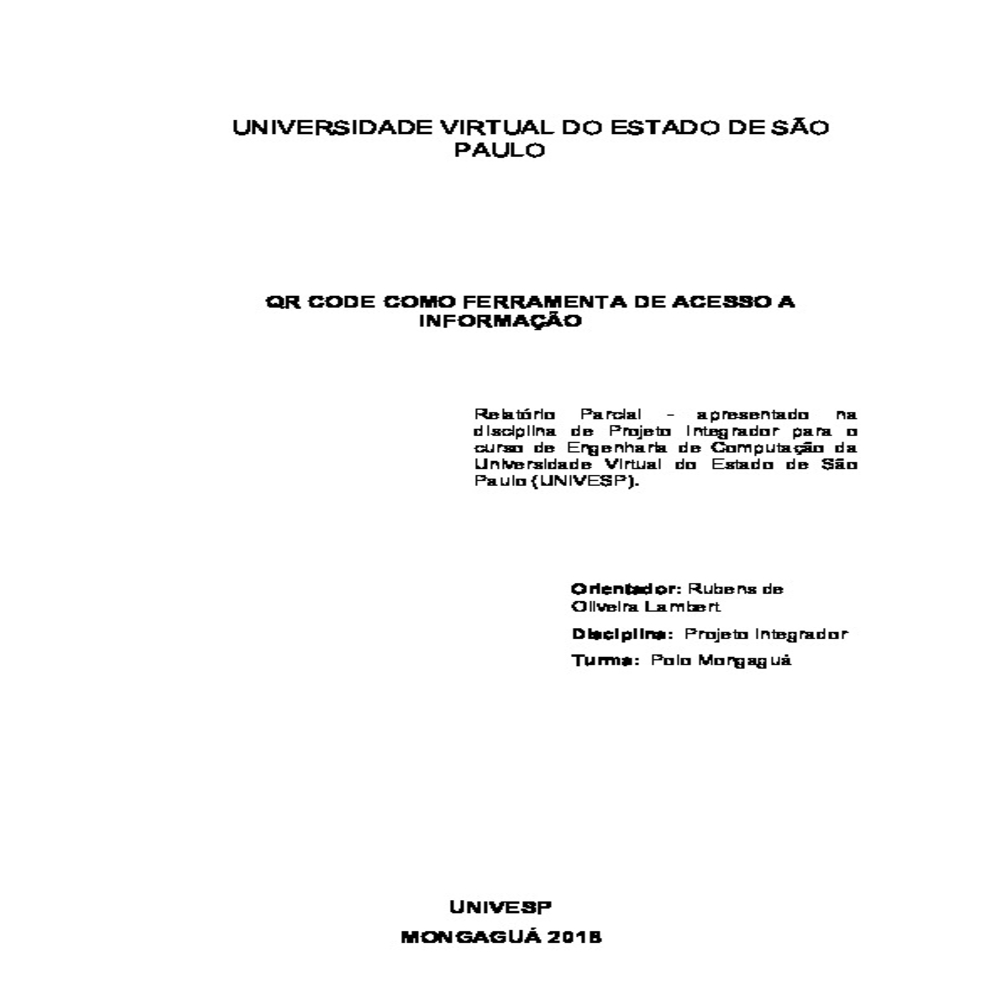 UNIVERSIDADE VIRTUAL DO ESTADO DE SÃO
PAULO
QR CODE COMO FERRAMENTA DE ACESSO A
INFORMAÇÃO
Relatório Parcial - apresentado na
disciplina de Projeto Integrador para o
curso de Engenharia de Computação da
Universidade Virtual do Estado de São
Paulo (UNIVESP).
Orientador: Rubens de
Oliveira Lambert
Disciplina: Projeto Integrador
Turma: Polo Mongaguá
UNIVESP
MONGAGUÁ 2018